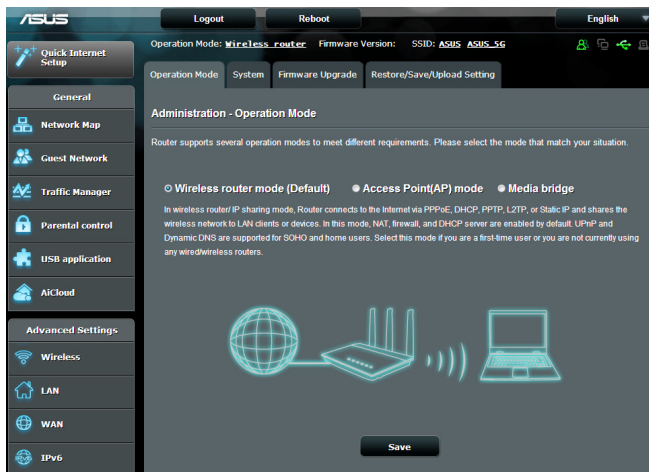 ASUS
Logout
Reboot
English
Quick Internet
Setup
Operation Mode: Wireless router Firmware Version: SSID: ASUS ASUS_5G
Operation Mode
System
Firmware Upgrade
Restore/Save/Upload Setting
General
Network Map
Guest Network
Traffic Manager
Parental control
USB application
AiCloud
Advanced Settings
Wireless
LAN
WAN
IPv6
Administration - Operation Mode
Router supports several operation modes to meet different requirements. Please select the mode that match your situation.
Wireless router mode (Default)
Access Point(AP) mode
Media bridge
In wireless router/ IP sharing mode, Router connects to the Internet via PPPoE, DHCP, PPTP, L2TP, or Static IP and shares the
wireless network to LAN clients or devices. In this mode, NAT, firewall, and DHCP server are enabled by default. UPnP and
Dynamic DNS are supported for SOHO and home users. Select this mode if you are a first-time user or you are not currently using
any wired/wireless routers.
Save